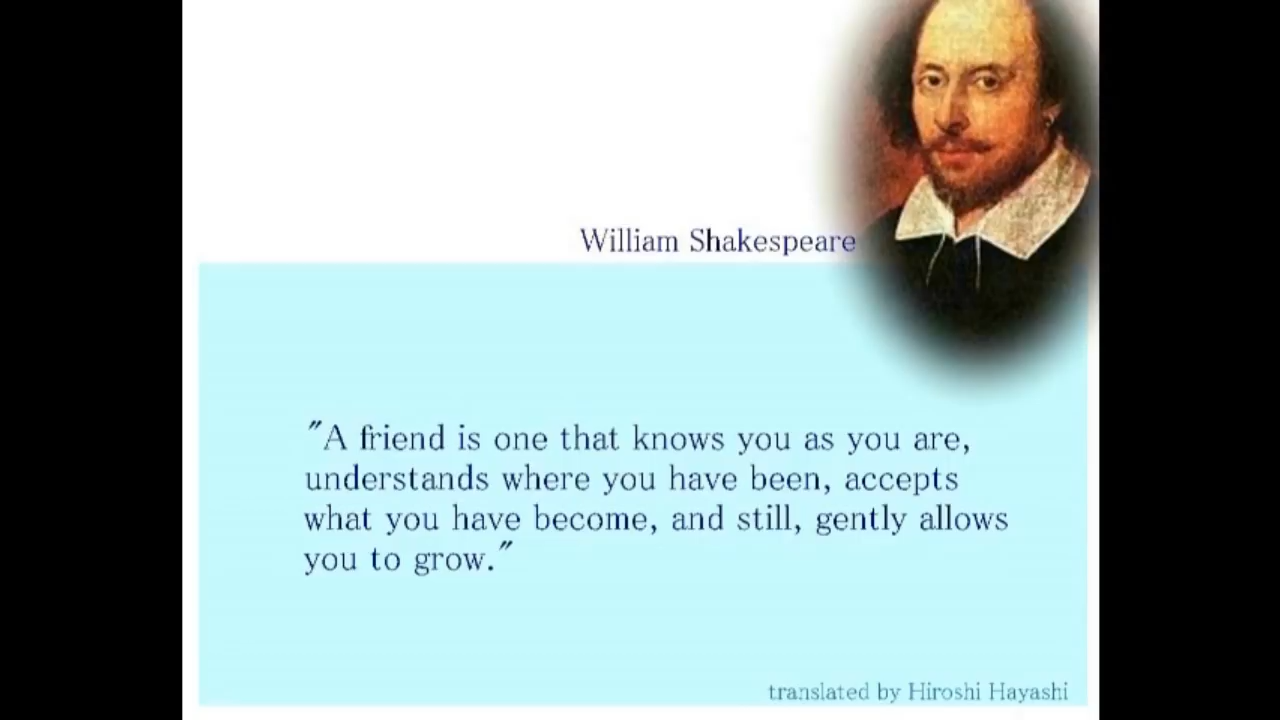 William Shakespeare
"A friend is one that knows you as you are,
understands where you have been, accepts
what you have become, and still, gently allows
you to grow."
translated by Hiroshi Hayashi